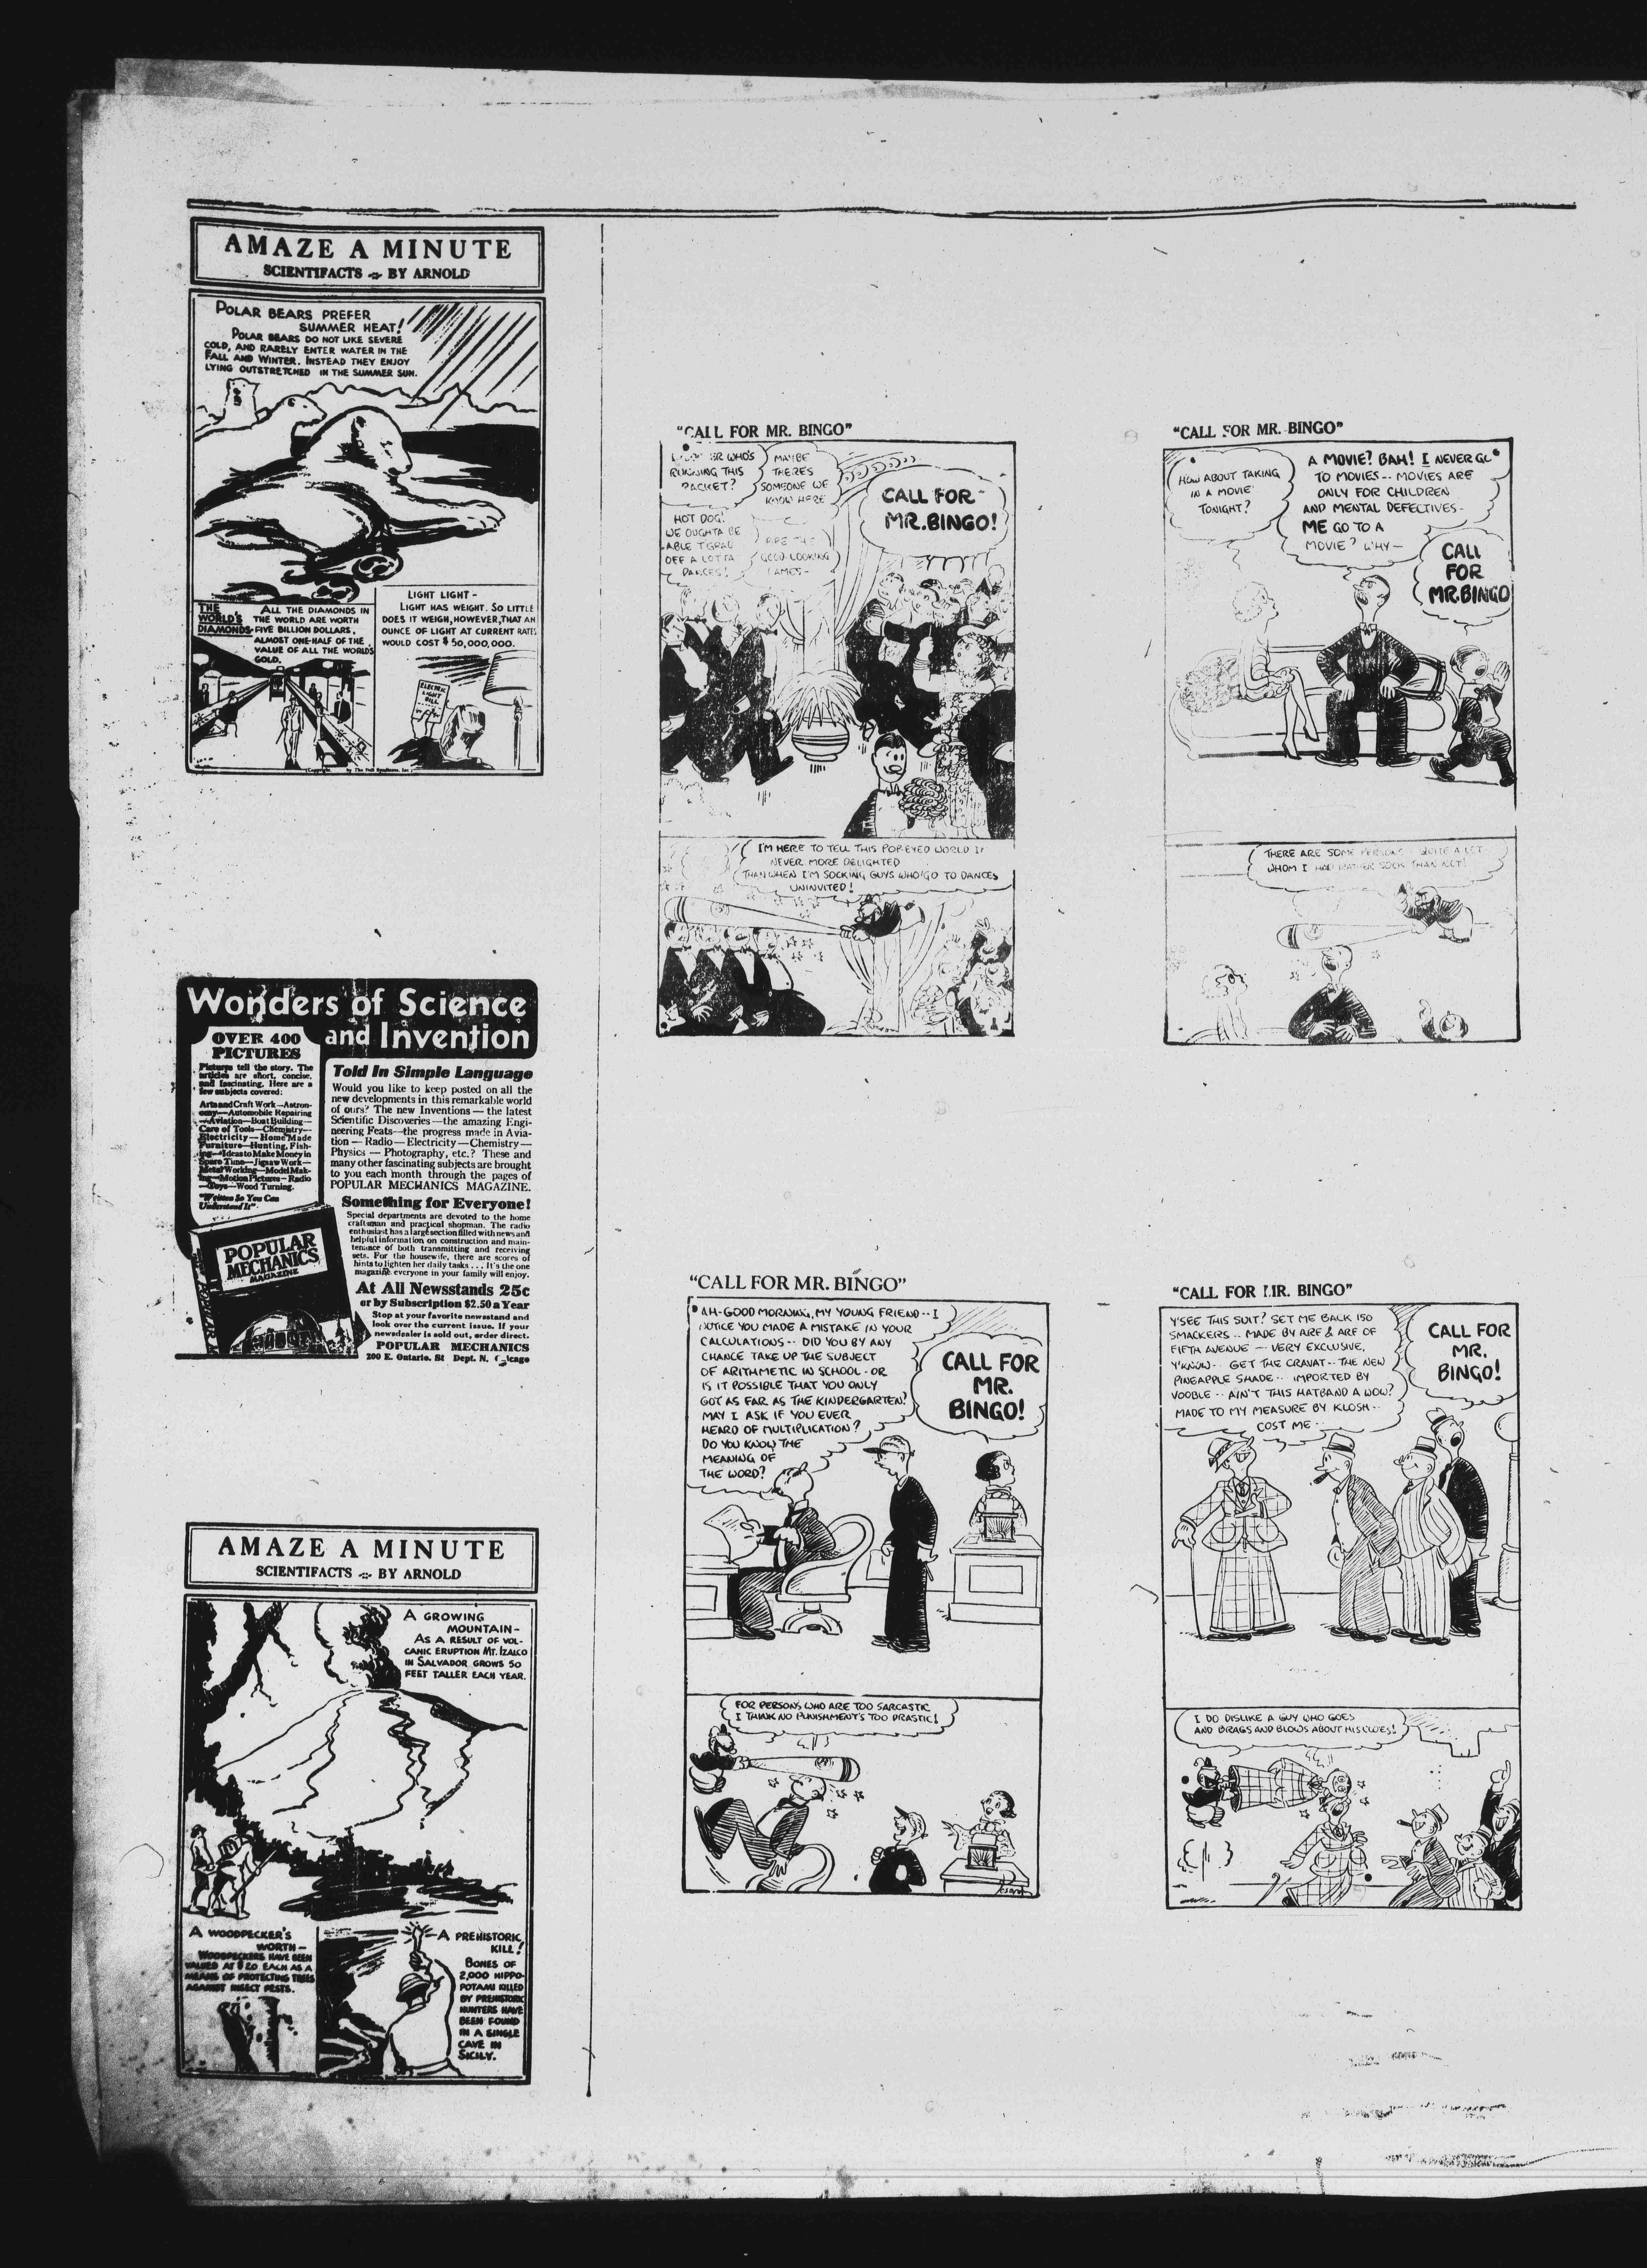 AMAZE A MINUTE
SCIENTIFACTS BY ARNOLD
POLAR BEARS PREFER
SUMMER HEAT!
POLAR BEARS DO NOT LIKE SEVERE
COLD, AND RARELY ENTER WATER IN THE
FALL AND WINTER. INSTEAD THEY ENJOY
LYING OUTSTRETCHED IN THE SUMMER SUN.
THE WORLD'S DIAMONDS-
ALL THE DIAMONDS IN
THE WORLD ARE WORTH
FIVE BILLION DOLLARS,
ALMOST ONE-HALF OF THE
VALUE OF ALL THE WORLD'S
GOLD.
LIGHT LIGHT -
LIGHT HAS WEIGHT. SO LITTLE
DOES IT WEIGH, HOWEVER, THAT AN
OUNCE OF LIGHT AT CURRENT RATES
WOULD COST $50,000,000.
ELECTRIC
LIGHT
BILL
Wonders of Science
and Invention
OVER 400
PICTURES
Pictures tell the story. The
articles are short, concise,
and fascinating. Here are a
few subjects covered:
Arts and Craft Work—Astron-
omy—Automobile Repairing
—Aviation—Boat Building—
Care of Tools—Chemistry—
Electricity—Home Made
Furniture—Hunting, Fish-
ing—Ideas to Make Money in
Spare Time—Jigsaw Work—
Metal Working—Model Mak-
ing—Motion Pictures—Radio
—Toys—Wood Turning.
"Written So You Can
Understand It"
Told In Simple Language
Would you like to keep posted on all the
new developments in this remarkable world
of ours? The new Inventions — the latest
Scientific Discoveries—the amazing Engi-
neering Feats—the progress made in Avia-
tion — Radio — Electricity — Chemistry —
Physics — Photography, etc.? These and
many other fascinating subjects are brought
to you each month through the pages of
POPULAR MECHANICS MAGAZINE.
Something for Everyone!
Special departments are devoted to the home
craftsman and practical shopman. The radio
enthusiast has a large section filled with news and
helpful information on construction and main-
tenance of both transmitting and receiving
sets. For the housewife, there are scores of
hints to lighten her daily tasks . . . It's the one
magazine everyone in your family will enjoy.
At All Newsstands 25c
or by Subscription $2.50 a Year
Stop at your favorite newsstand and
look over the current issue. If your
newsdealer is sold out, order direct.
POPULAR MECHANICS
200 E. Ontario. St Dept. N.
POPULAR
MECHANICS
MAGAZINE
AMAZE A MINUTE
SCIENTIFACTS BY ARNOLD
A GROWING
MOUNTAIN-
AS A RESULT OF VOL-
CANIC ERUPTION MT. IZALCO
IN SALVADOR GROWS 50
FEET TALLER EACH YEAR.
A WOODPECKER'S
WORTH-
WOODPECKERS HAVE BEEN
VALUED AT $20 EACH AS A
MEANS OF PROTECTING TREES
AGAINST INSECT PESTS.
A PREHISTORIC
KILL!
BONES OF
2,000 HIPPO-
POTAMI KILLED
BY PREHISTORIC
HUNTERS HAVE
BEEN FOUND
IN A SINGLE
CAVE IN
SICILY.
"CALL FOR MR. BINGO"
WHO'S
RUNNING THIS
RACKET?
MAYBE
THERE'S
SOMEONE WE
KNOW HERE
HOT DOG!
WE OUGHTA BE
ABLE T'GRAB
OFF A LOTTA
DANCES!
GOOD LOOKING
CALL FOR
MR. BINGO!
I'M HERE TO TELL THIS POP-EYED WORLD I'M
NEVER MORE DELIGHTED
THAN WHEN I'M SOCKING GUYS WHO GO TO DANCES
UNINVITED!
"CALL FOR MR. BINGO"
HOW ABOUT TAKING
IN A MOVIE
TONIGHT?
A MOVIE? BAH! I NEVER GO
TO MOVIES -- MOVIES ARE
ONLY FOR CHILDREN
AND MENTAL DEFECTIVES-
ME GO TO A
MOVIE? WHY-
CALL
FOR
MR. BINGO
THERE ARE SOME PERSONS QUITE A LOT
WHOM I HAD RATHER SOCK THAN NOT!
"CALL FOR MR. BINGO"
AH-GOOD MORNING, MY YOUNG FRIEND -- I
NOTICE YOU MADE A MISTAKE IN YOUR
CALCULATIONS -- DID YOU BY ANY
CHANCE TAKE UP THE SUBJECT
OF ARITHMETIC IN SCHOOL - OR
IS IT POSSIBLE THAT YOU ONLY
GOT AS FAR AS THE KINDERGARTEN?
MAY I ASK IF YOU EVER
HEARD OF MULTIPLICATION?
DO YOU KNOW THE
MEANING OF
THE WORD?
CALL FOR
MR.
BINGO!
FOR PERSONS WHO ARE TOO SARCASTIC
I THINK NO PUNISHMENT'S TOO DRASTIC!
"CALL FOR MR. BINGO"
Y'SEE THIS SUIT? SET ME BACK 150
SMACKERS -- MADE BY ARF & ARF OF
FIFTH AVENUE -- VERY EXCLUSIVE,
Y'KNOW -- GET THE CRAVAT -- THE NEW
PINEAPPLE SHADE -- IMPORTED BY
VOOBLE -- AIN'T THIS HATBAND A WOW?
MADE TO MY MEASURE BY KLOSH --
COST ME --
CALL FOR
MR.
BINGO!
I DO DISLIKE A GUY WHO GOES
AND BRAGS AND BLOWS ABOUT HIS CLOES!